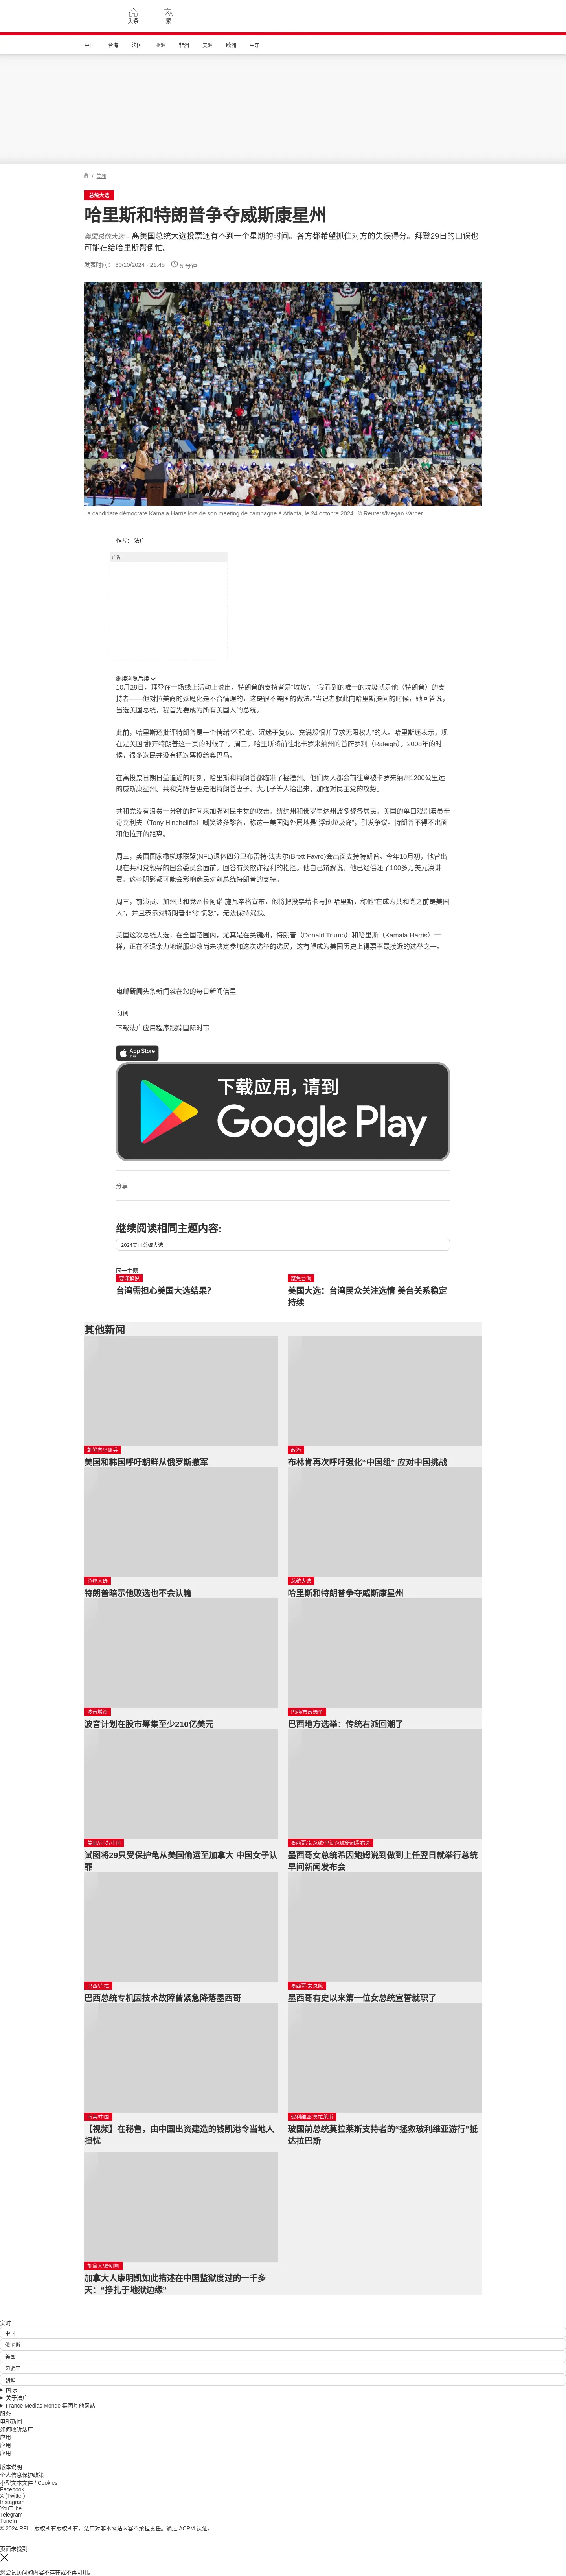 头条
繁
中国
台海
法国
亚洲
非洲
美洲
欧洲
中东
/ 美洲
总统大选
哈里斯和特朗普争夺威斯康星州
美国总统大选 – 离美国总统大选投票还有不到一个星期的时间。各方都希望抓住对方的失误得分。拜登29日的口误也
可能在给哈里斯帮倒忙。
发表时间： 30/10/2024 - 21:45 5 分钟
La candidate démocrate Kamala Harris lors de son meeting de campagne à Atlanta, le 24 octobre 2024. © Reuters/Megan Varner
作者： 法广
广告
继续浏览后续
10月29日，拜登在一场线上活动上说出，特朗普的支持者是“垃圾”。“我看到的唯一的垃圾就是他（特朗普）的支
持者——他对拉美裔的妖魔化是不合情理的，这是很不美国的做法。”当记者就此向哈里斯提问的时候，她回答说，
当选美国总统，我首先要成为所有美国人的总统。
此前，哈里斯还批评特朗普是一个情绪“不稳定、沉迷于复仇、充满怨恨并寻求无限权力”的人。哈里斯还表示，现
在是美国“翻开特朗普这一页的时候了”。周三，哈里斯将前往北卡罗来纳州的首府罗利（Raleigh）。2008年的时
候，很多选民并没有把选票投给奥巴马。
在离投票日期日益逼近的时刻，哈里斯和特朗普都瞄准了摇摆州。他们两人都会前往离被卡罗来纳州1200公里远
的威斯康星州。共和党阵营更是把特朗普妻子、大儿子等人抬出来，加强对民主党的攻势。
共和党没有浪费一分钟的时间来加强对民主党的攻击。纽约州和佛罗里达州波多黎各居民。美国的单口戏剧演员辛
奇克利夫（Tony Hinchcliffe）嘲笑波多黎各，称这一美国海外属地是“浮动垃圾岛”，引发争议。特朗普不得不出面
和他拉开的距离。
周三，美国国家橄榄球联盟(NFL)退休四分卫布雷特·法夫尔(Brett Favre)会出面支持特朗普。今年10月初，他曾出
现在共和党领导的国会委员会面前，回答有关欺诈福利的指控。他自己辩解说，他已经偿还了100多万美元演讲
费。这些阴影都可能会影响选民对前总统特朗普的支持。
周三，前演员、加州共和党州长阿诺·施瓦辛格宣布，他将把投票给卡马拉·哈里斯，称他“在成为共和党之前是美国
人”，并且表示对特朗普非常“愤怒”，无法保持沉默。
美国这次总统大选，在全国范围内，尤其是在关键州，特朗普（Donald Trump）和哈里斯（Kamala Harris）一
样，正在不遗余力地说服少数尚未决定参加这次选举的选民，这有望成为美国历史上得票率最接近的选举之一。
电邮新闻头条新闻就在您的每日新闻信里
订阅
下载法广应用程序跟踪国际时事
App Store
下载
下载应用，请到
Google Play
分享 :
继续阅读相同主题内容:
2024美国总统大选
同一主题
要闻解说
台湾需担心美国大选结果?
聚焦台海
美国大选：台湾民众关注选情 美台关系稳定
持续
其他新闻
朝鲜向乌派兵
美国和韩国呼吁朝鲜从俄罗斯撤军
政治
布林肯再次呼吁强化“中国组” 应对中国挑战
总统大选
特朗普暗示他败选也不会认输
总统大选
哈里斯和特朗普争夺威斯康星州
波音增资
波音计划在股市筹集至少210亿美元
巴西/市政选举
巴西地方选举：传统右派回潮了
美国/司法/中国
试图将29只受保护龟从美国偷运至加拿大 中国女子认
罪
墨西哥/女总统/早间总统新闻发布会
墨西哥女总统希因鲍姆说到做到上任翌日就举行总统
早间新闻发布会
巴西/卢拉
巴西总统专机因技术故障曾紧急降落墨西哥
墨西哥/女总统
墨西哥有史以来第一位女总统宣誓就职了
南美/中国
【视频】在秘鲁，由中国出资建造的钱凯港令当地人
担忧
玻利维亚/莫拉莱斯
玻国前总统莫拉莱斯支持者的“拯救玻利维亚游行”抵
达拉巴斯
加拿大/康明凯
加拿大人康明凯如此描述在中国监狱度过的一千多
天：“挣扎于地狱边缘”
实时
中国
俄罗斯
美国
习近平
朝鲜
国际
关于法广
France Médias Monde 集团其他网站
服务
电邮新闻
如何收听法广
应用
应用
应用
版本说明
个人信息保护政策
小型文本文件 / Cookies
Facebook
X (Twitter)
Instagram
YouTube
Telegram
TuneIn
© 2024 RFI – 版权所有版权所有。法广对非本网站内容不承担责任。通过 ACPM 认证。
页面未找到
您尝试访问的内容不存在或不再可用。